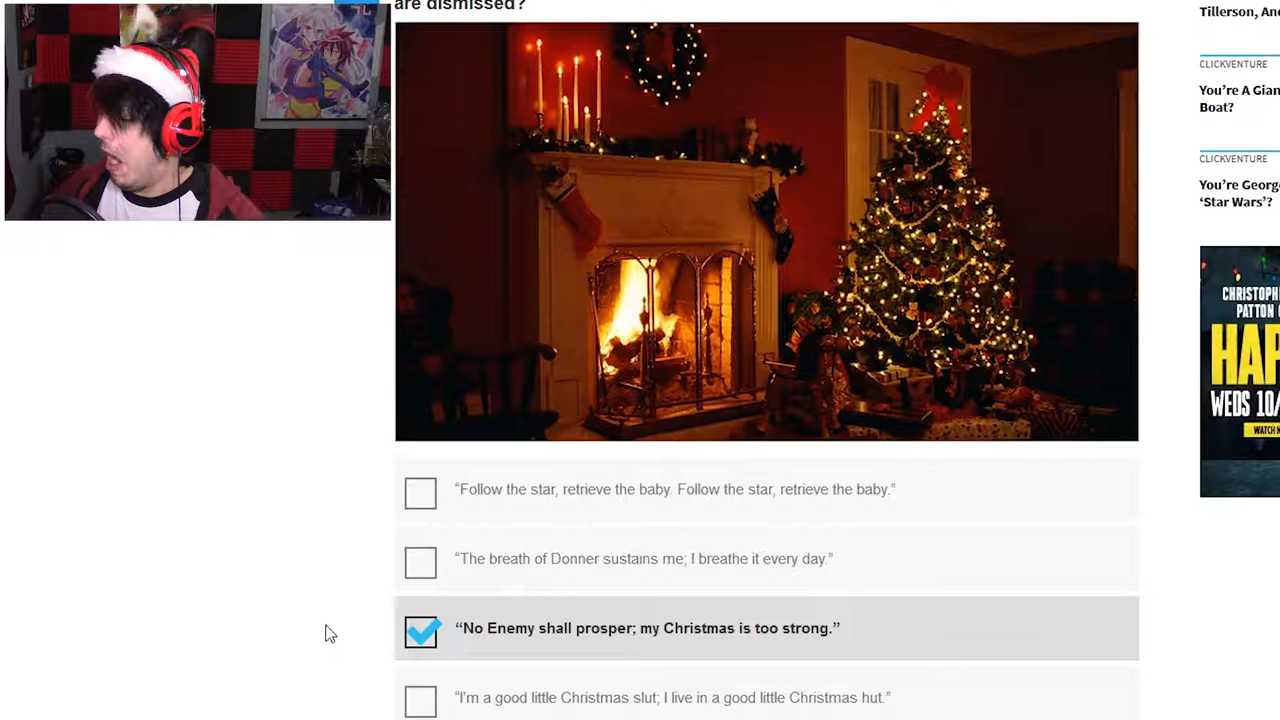 are dismissed?
Tillerson, An
CLICKVENTURE
You're A Gian
Boat?
CLICKVENTURE
You're Georg
'Star Wars'?
CHRISTOPH
PATTON
HAP
WEDS 10/
WATCH
"Follow the star, retrieve the baby. Follow the star, retrieve the baby."
"The breath of Donner sustains me; I breathe it every day."
"No Enemy shall prosper; my Christmas is too strong."
"I'm a good little Christmas slut; I live in a good little Christmas hut."